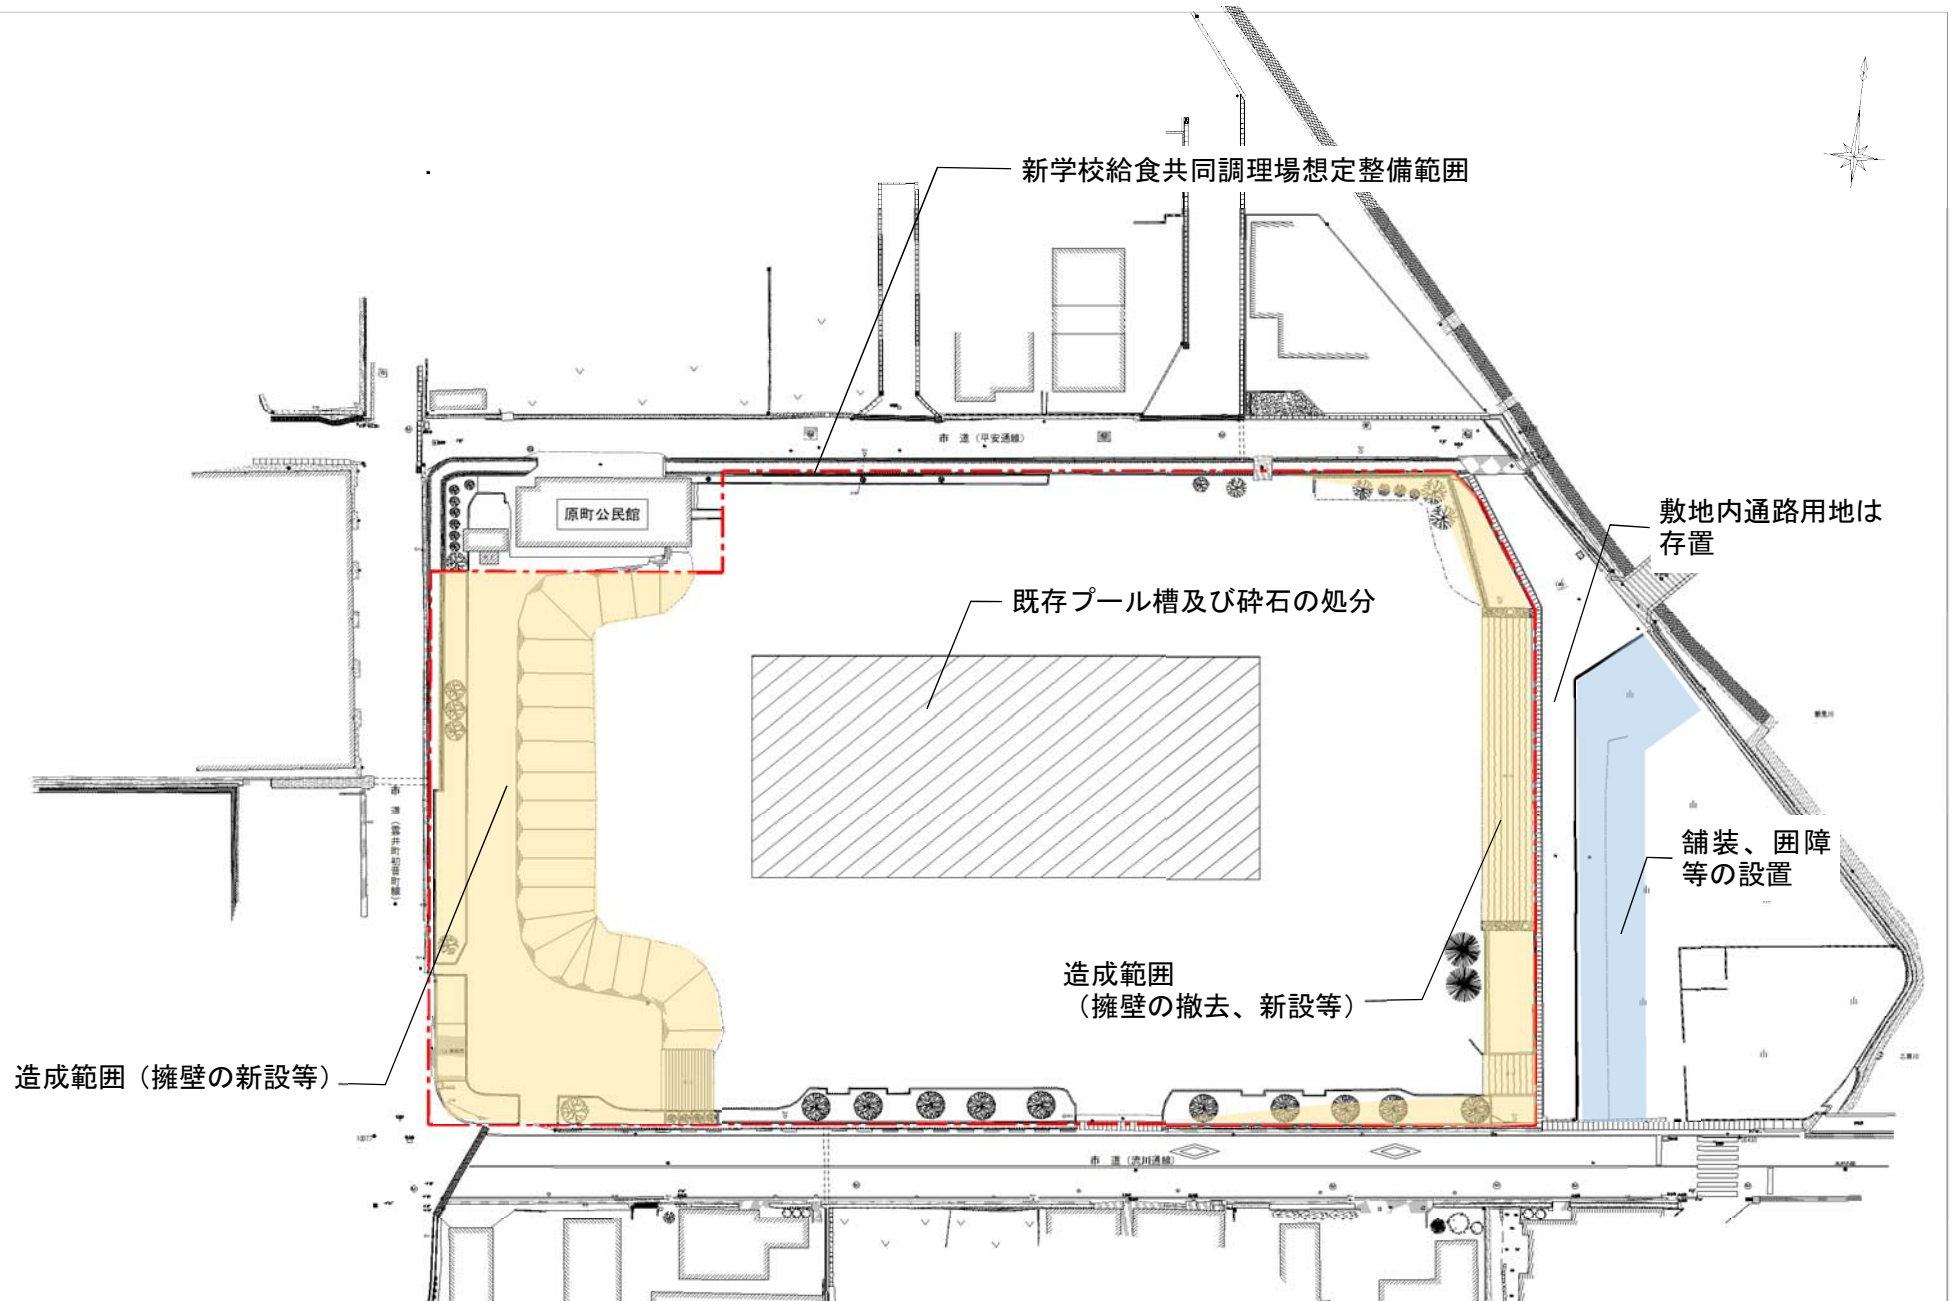 新学校給食共同調理場想定整備範囲
市 道 (平安通線)
原町公民館
敷地内通路用地は
存置
既存プール槽及び砕石の処分
舗装、囲障
等の設置
造成範囲
（擁壁の撤去、新設等）
造成範囲（擁壁の新設等）
市 道 (流川通線)